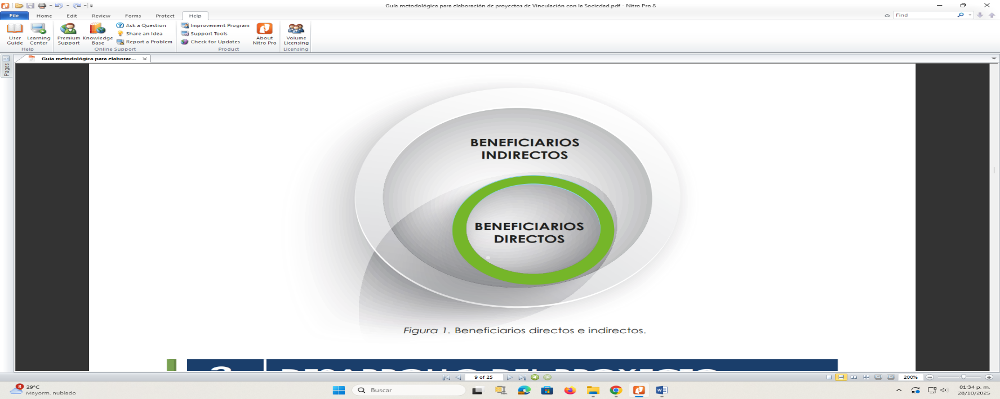 Guía metodológica para elaboración de proyectos de Vinculación con la Sociedad.pdf - Nitro Pro 8
File Home Edit Review Forms Protect Help
Find
User Guide
Learning Center
Help
Premium Support
Knowledge Base
Ask a Question
Share an Idea
Report a Problem
Online Support
Improvement Program
Support Tools
Check for Updates
About Nitro Pro
Product
Volume Licensing
Licensing
Guía metodológica para elaborac...
Pages
BENEFICIARIOS
INDIRECTOS
BENEFICIARIOS
DIRECTOS
Figura 1. Beneficiarios directos e indirectos.
DESARROLLO DEL PROYECTO
9 of 25
200%
8
29°C
Mayorm. nublado
Buscar
01:34 p. m.
28/10/2025